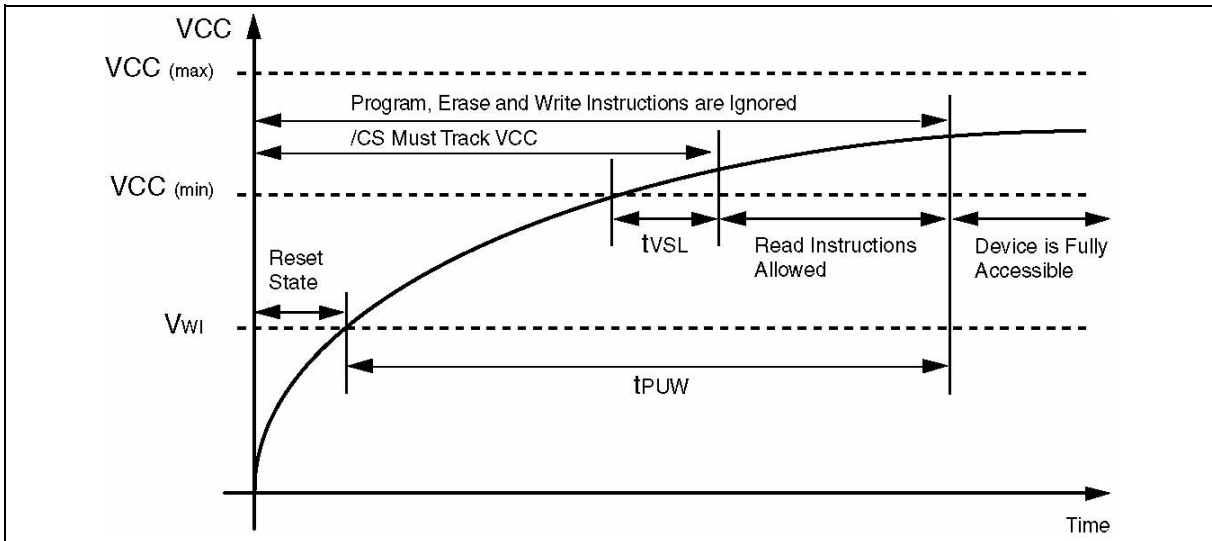 VCC
VCC (max)
Program, Erase and Write Instructions are Ignored
/CS Must Track VCC
VCC (min)
tVSL
Read Instructions
Allowed
Device is Fully
Accessible
Reset
State
VWI
tPUW
Time